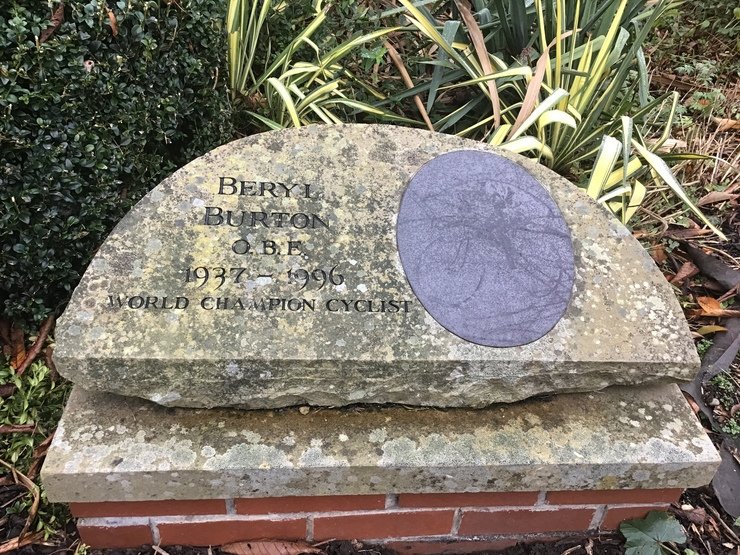 BERYL
BURTON
O.B.E.
1937 – 1996
WORLD CHAMPION CYCLIST